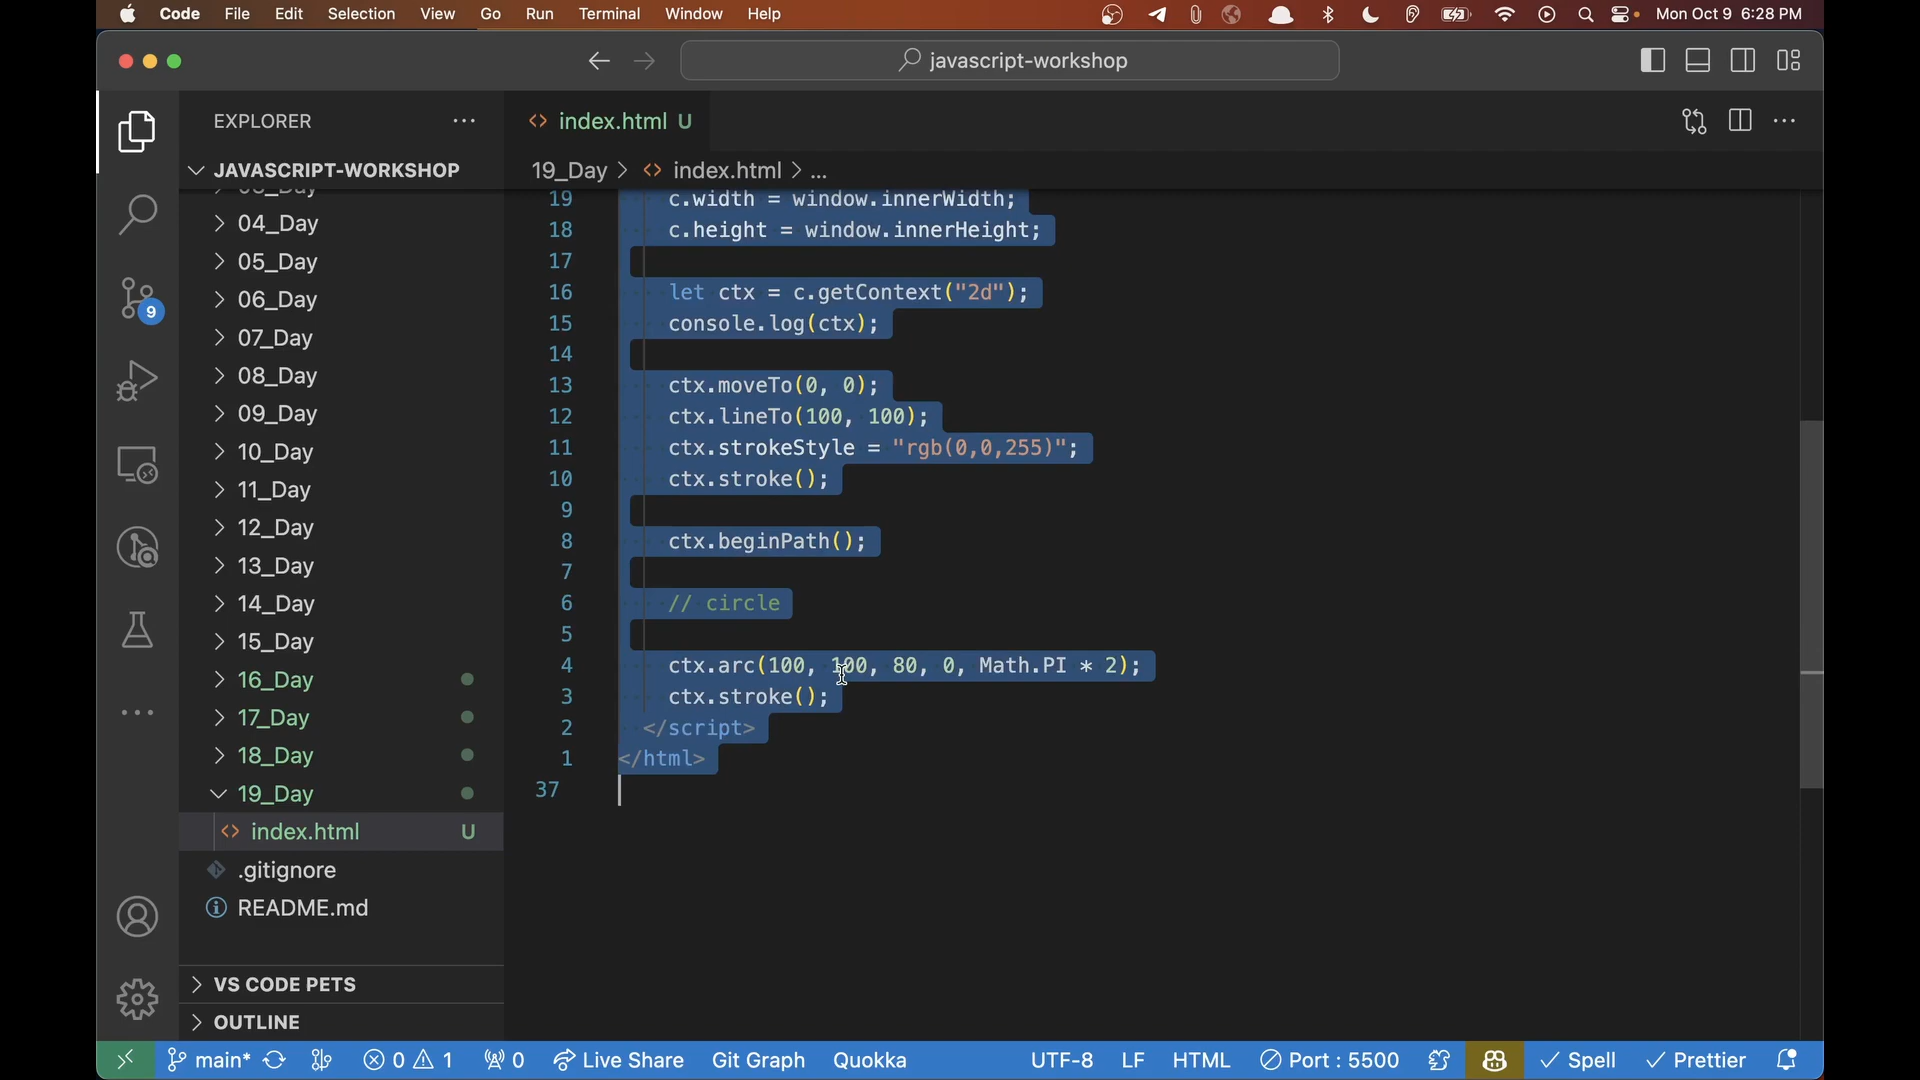 Code File Edit Selection View Go Run Terminal Window Help Mon Oct 9 6:28 PM
javascript-workshop
EXPLORER
index.html U
JAVASCRIPT-WORKSHOP
19_Day > index.html > ...
03_Day
04_Day
05_Day
06_Day
07_Day
08_Day
09_Day
10_Day
11_Day
12_Day
13_Day
14_Day
15_Day
16_Day
17_Day
18_Day
19_Day
index.html U
.gitignore
README.md
VS CODE PETS
OUTLINE
9
19 c.width = window.innerWidth;
18 c.height = window.innerHeight;
17
16 let ctx = c.getContext("2d");
15 console.log(ctx);
14
13 ctx.moveTo(0, 0);
12 ctx.lineTo(100, 100);
11 ctx.strokeStyle = "rgb(0,0,255)";
10 ctx.stroke();
9
8 ctx.beginPath();
7
6 // circle
5
4 ctx.arc(100, 100, 80, 0, Math.PI * 2);
3 ctx.stroke();
2 </script>
1 </html>
37
main* 0 1 0 Live Share Git Graph Quokka UTF-8 LF HTML Port : 5500 Spell Prettier